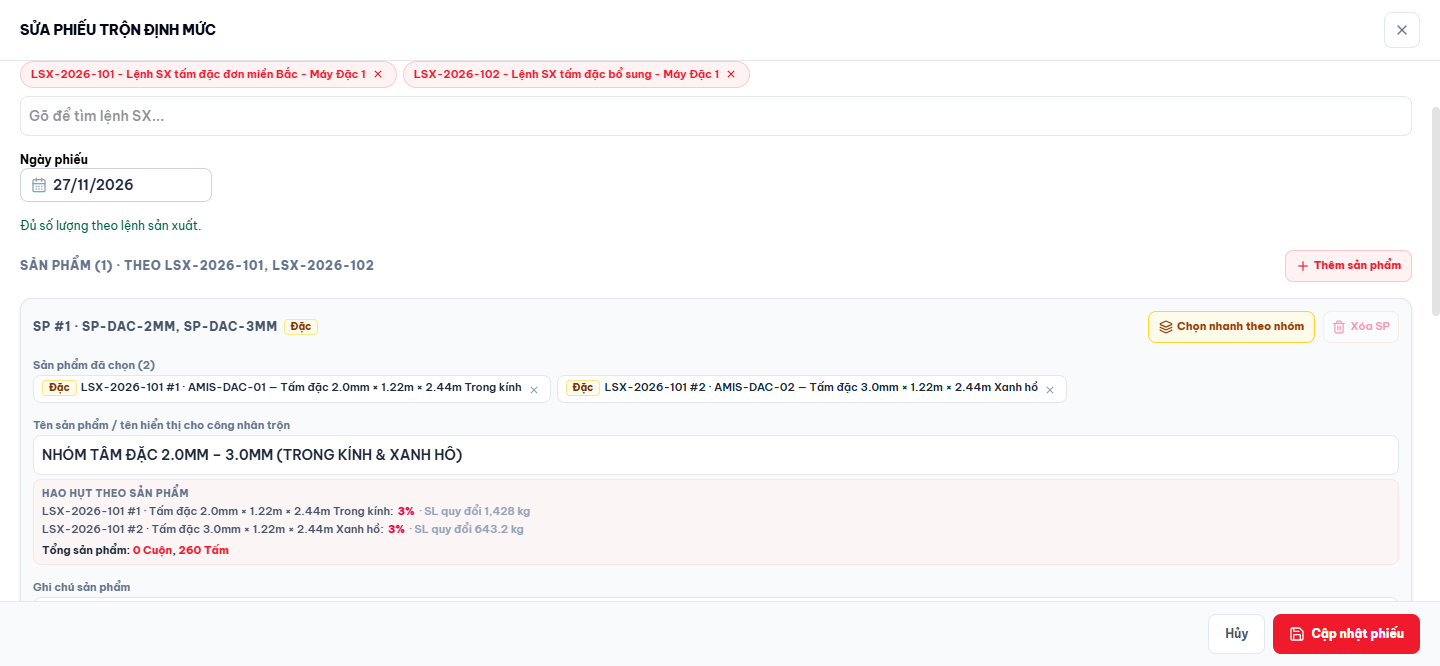 SỬA PHIẾU TRỘN ĐỊNH MỨC
LSX-2026-101 - Lệnh SX tấm đặc đơn miền Bắc - Máy Đặc 1 ×
LSX-2026-102 - Lệnh SX tấm đặc bổ sung - Máy Đặc 1 ×
Gõ để tìm lệnh SX...
Ngày phiếu
27/11/2026
Đủ số lượng theo lệnh sản xuất.
SẢN PHẨM (1) · THEO LSX-2026-101, LSX-2026-102
+ Thêm sản phẩm
SP #1 · SP-DAC-2MM, SP-DAC-3MM Đặc
Chọn nhanh theo nhóm
Xóa SP
Sản phẩm đã chọn (2)
Đặc LSX-2026-101 #1 · AMIS-DAC-01 — Tấm đặc 2.0mm × 1.22m × 2.44m Trong kính ×
Đặc LSX-2026-101 #2 · AMIS-DAC-02 — Tấm đặc 3.0mm × 1.22m × 2.44m Xanh hồ ×
Tên sản phẩm / tên hiển thị cho công nhân trộn
NHÓM TÂM ĐẶC 2.0MM – 3.0MM (TRONG KÍNH & XANH HÔ)
HAO HỤT THEO SẢN PHẨM
LSX-2026-101 #1 · Tấm đặc 2.0mm × 1.22m × 2.44m Trong kính: 3% · SL quy đổi 1,428 kg
LSX-2026-101 #2 · Tấm đặc 3.0mm × 1.22m × 2.44m Xanh hồ: 3% · SL quy đổi 643.2 kg
Tổng sản phẩm: 0 Cuộn, 260 Tấm
Ghi chú sản phẩm
Hủy
Cập nhật phiếu